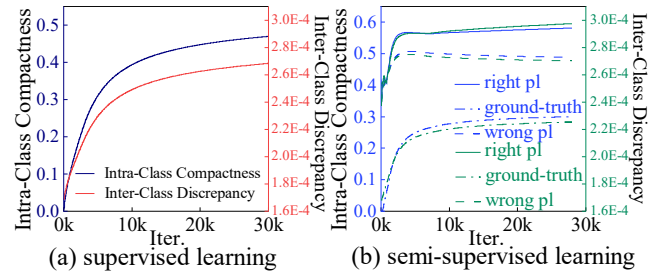 Intra-Class Compactness
0.5
0.4
0.3
0.2
0.1
0.0
Intra-Class Compactness
Inter-Class Discrepancy
3.0E-4
2.8E-4
2.6E-4
2.4E-4
2.2E-4
2.0E-4
1.8E-4
1.6E-4
Inter-Class Discrepancy
0k 10k 20k 30k
Iter.
(a) supervised learning
Intra-Class Compactness
0.6
0.5
0.4
0.3
0.2
0.1
0.0
right pl
ground-truth
wrong pl
right pl
ground-truth
wrong pl
3.0E-4
2.8E-4
2.6E-4
2.4E-4
2.2E-4
2.0E-4
1.8E-4
1.6E-4
Inter-Class Discrepancy
0k 10k 20k 30k
Iter.
(b) semi-supervised learning